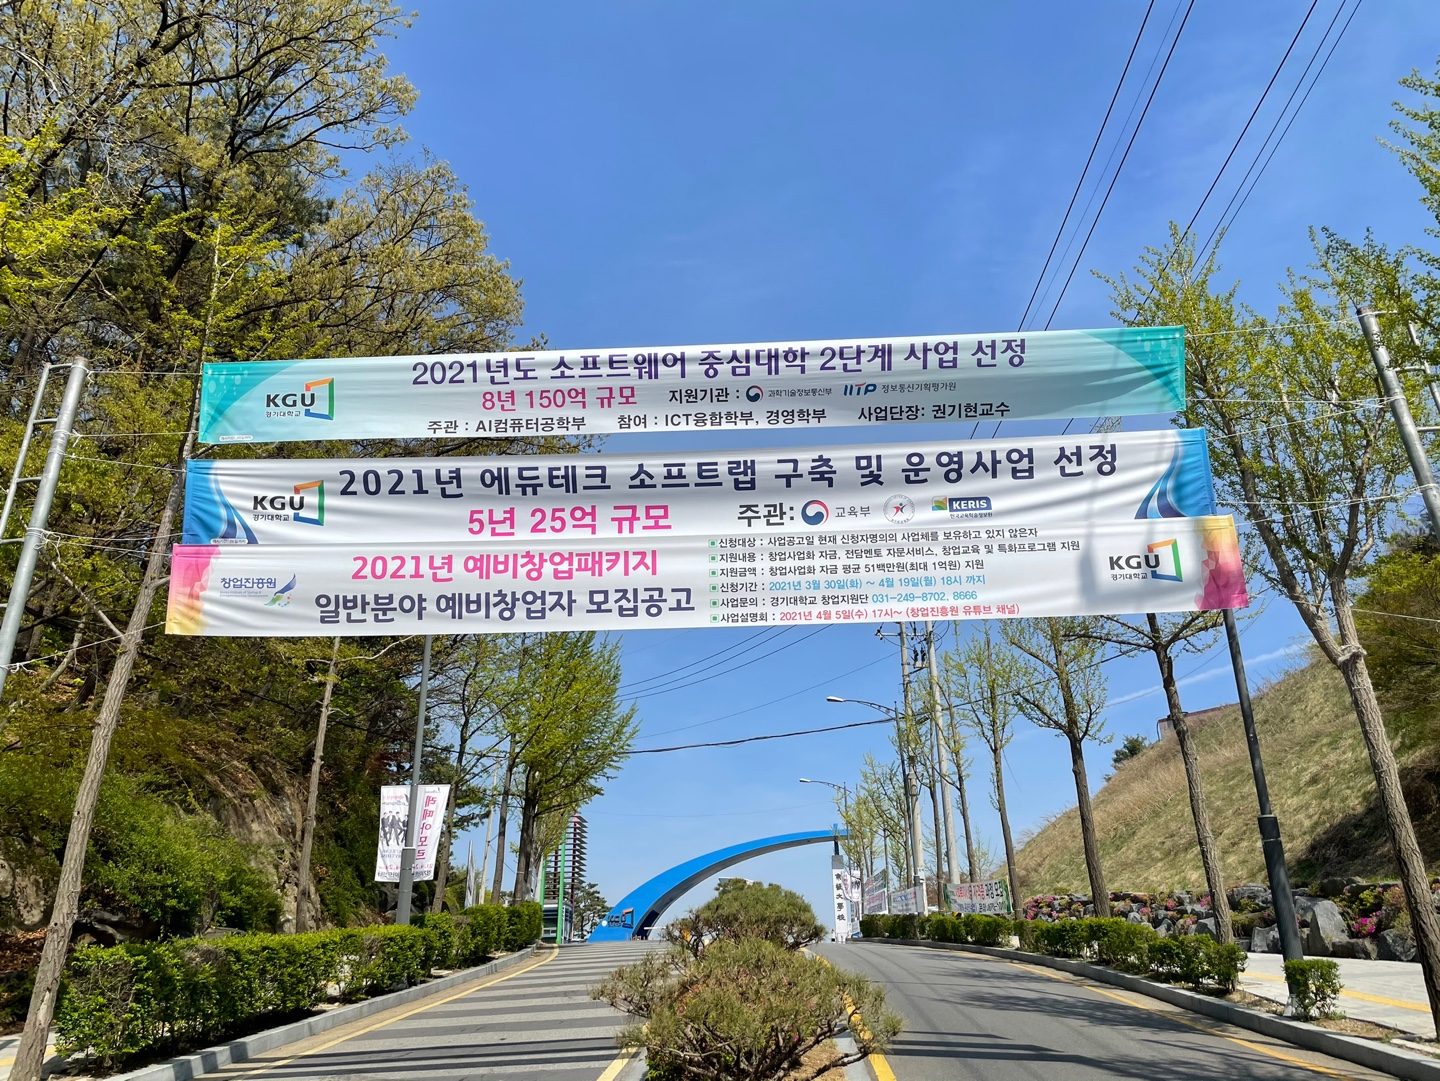 2021년도 소프트웨어 중심대학 2단계 사업 선정
KGU
경기대학교
8년 150억 규모
지원기관 : 과학기술정보통신부 IITP 정보통신기획평가원
주관 : AI컴퓨터공학부 참여 : ICT융합학부, 경영학부 사업단장: 권기현교수
2021년 에듀테크 소프트랩 구축 및 운영사업 선정
KGU
경기대학교
5년 25억 규모
주관: 교육부 KERIS
한국교육학술정보원
창업진흥원
2021년 예비창업패키지
일반분야 예비창업자 모집공고
신청대상 : 사업공고일 현재 신청자명의의 사업체를 보유하고 있지 않은자
지원내용 : 창업사업화 자금, 전담멘토 자문서비스, 창업교육 및 특화프로그램 지원
지원금액 : 창업사업화 자금 평균 51백만원(최대 1억원) 지원
신청기간 : 2021년 3월 30일(화) ~ 4월 19일(월) 18시 까지
사업문의 : 경기대학교 창업지원단 031-249-8702, 8666
사업설명회 : 2021년 4월 5일(수) 17시~ (창업진흥원 유튜브 채널)
KGU
경기대학교
KGU